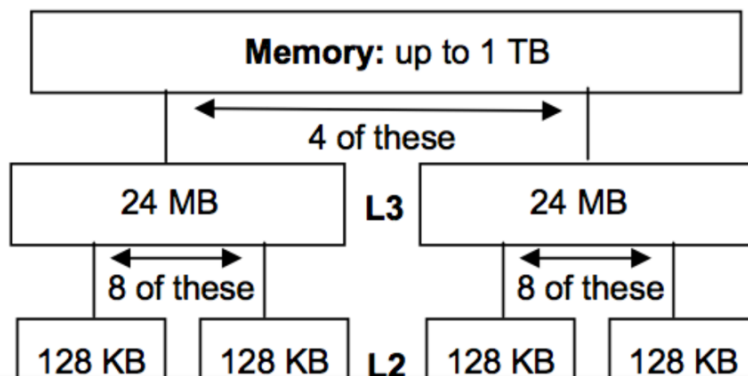 Memory: up to 1 TB
4 of these
24 MB L3 24 MB
8 of these 8 of these
128 KB 128 KB L2 128 KB 128 KB